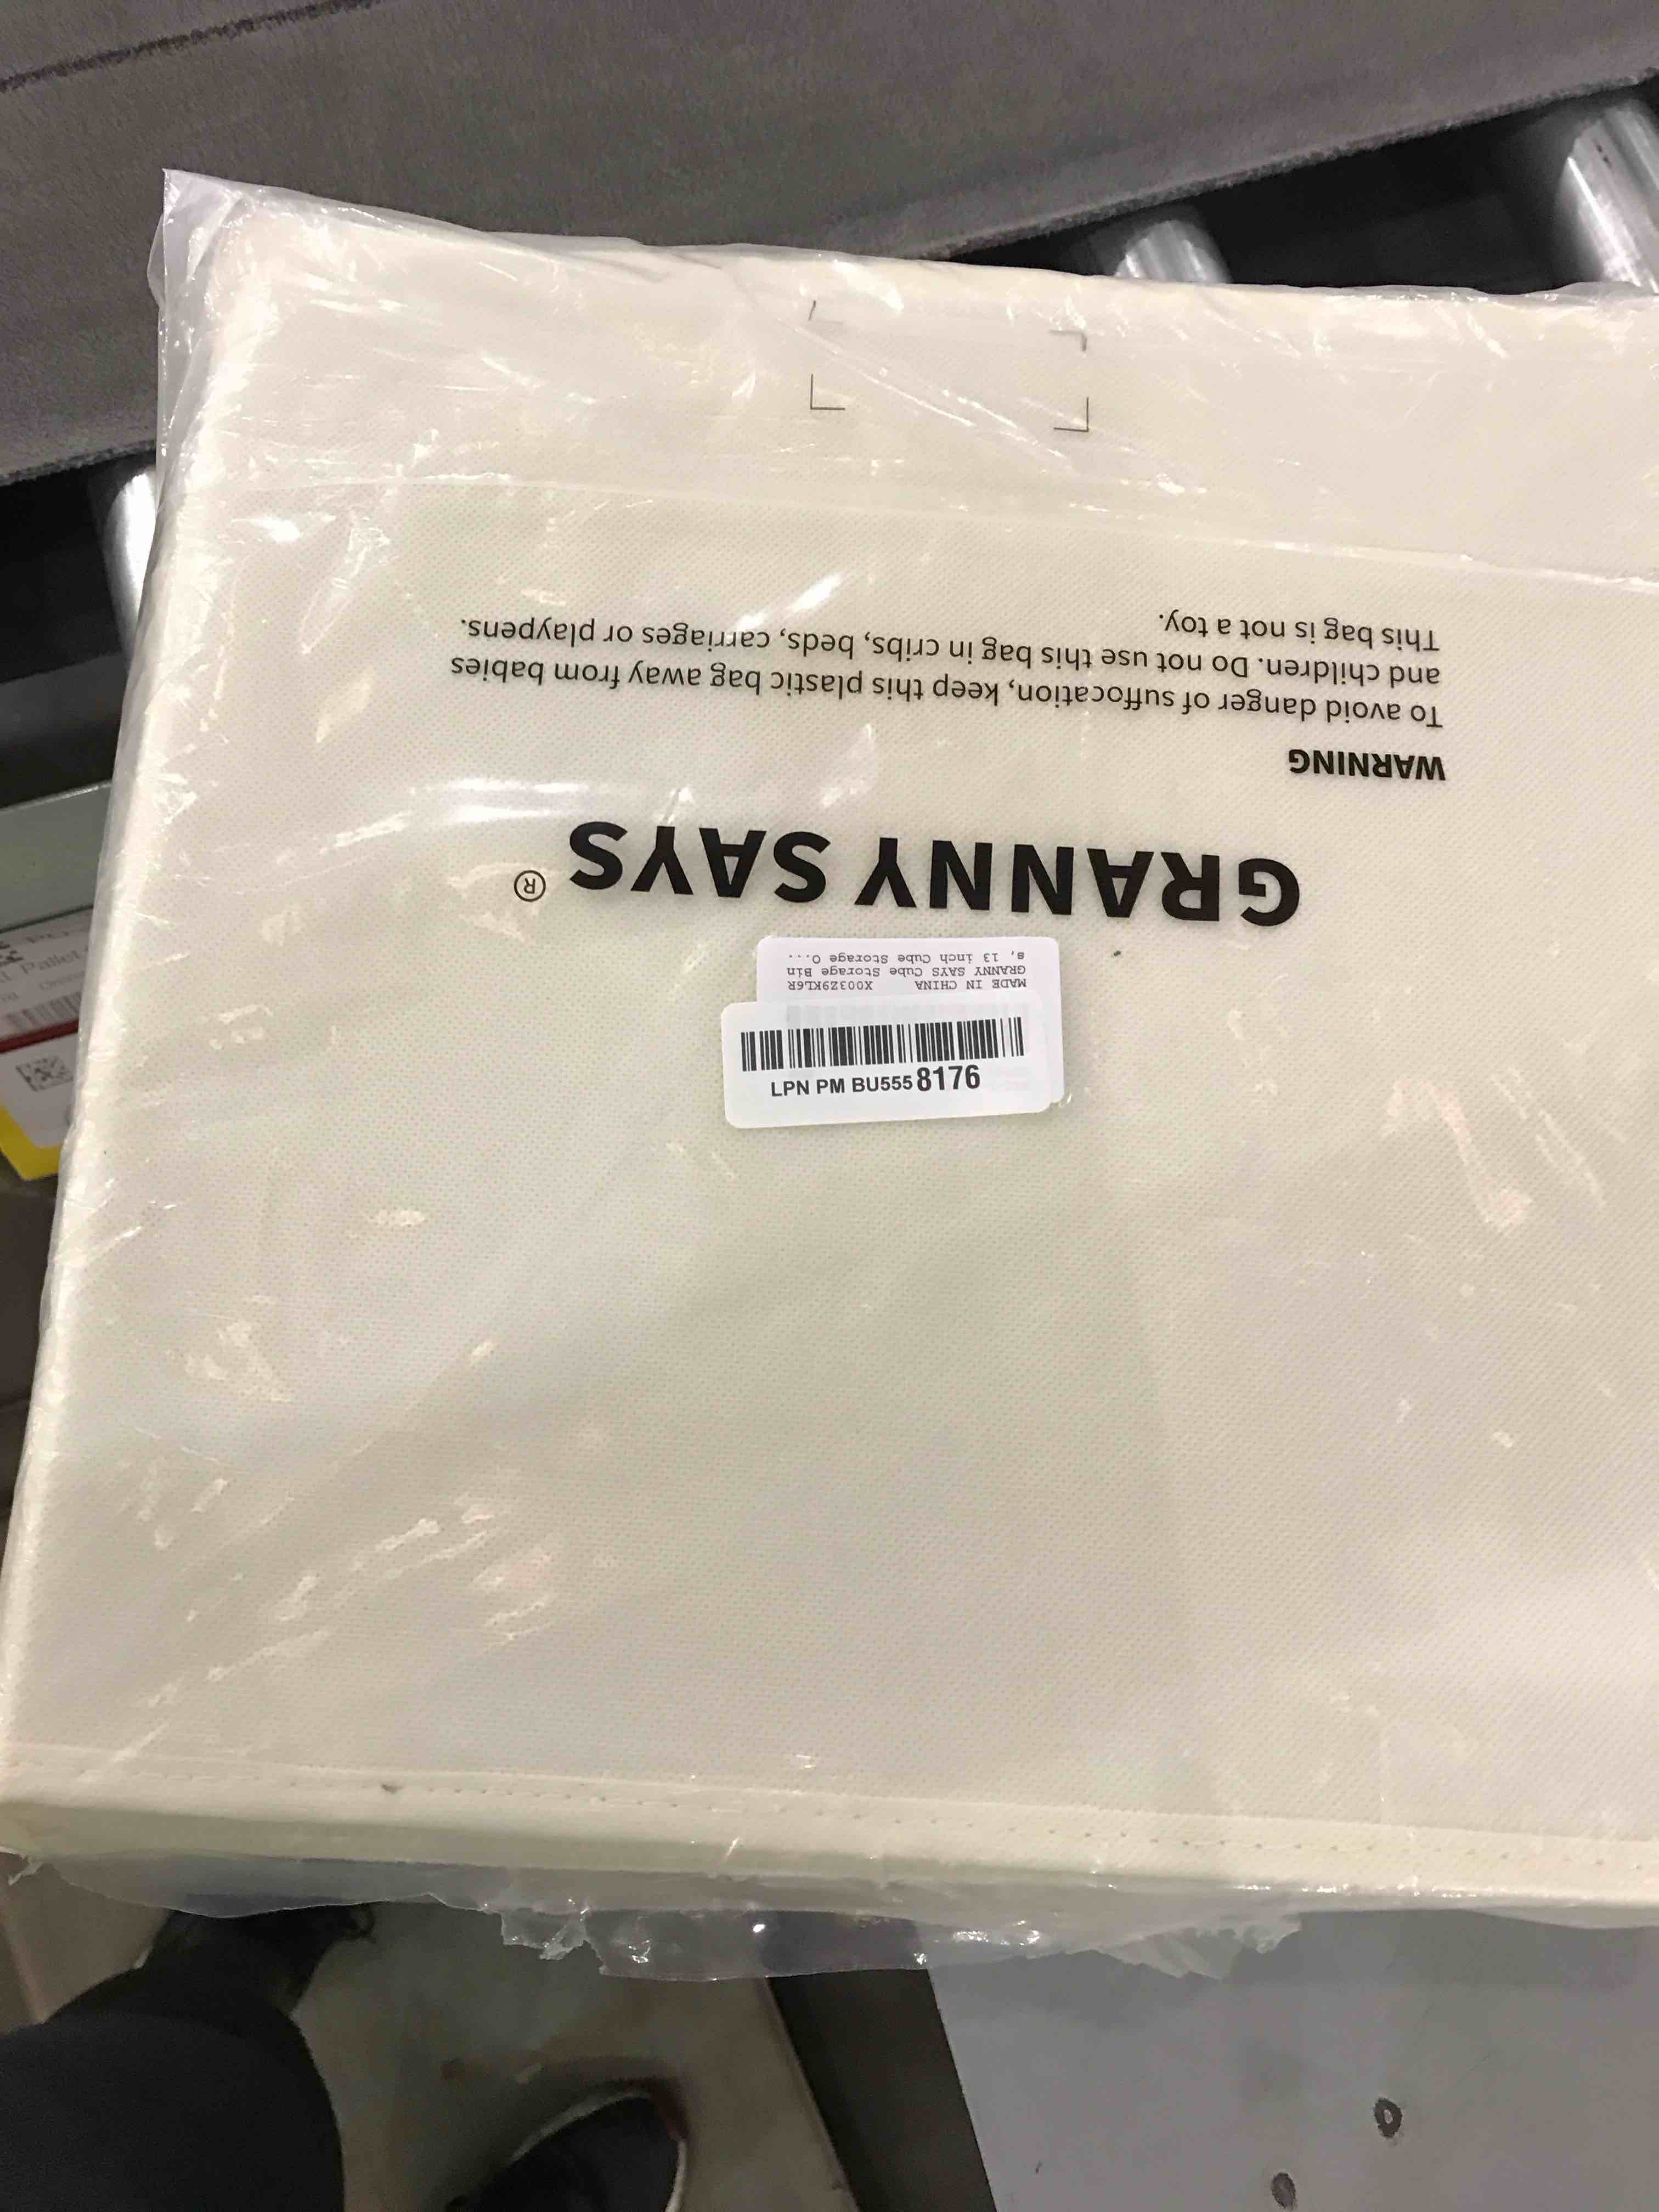 GRANNY SAYS®
WARNING
To avoid danger of suffocation, keep this plastic bag away from babies
and children. Do not use this bag in cribs, beds, carriages or playpens.
This bag is not a toy.
LPN PM BU555 8176
MADE IN CHINA X003Z9KL6R
GRANNY SAYS Cube Storage Bin
s, 13 inch Cube Storage O...
Pallet